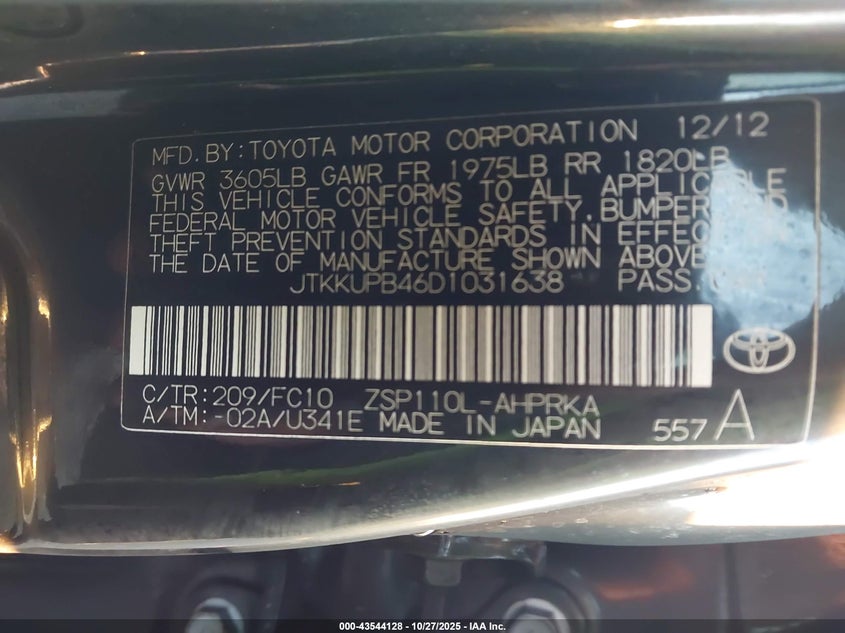 MFD.BY:TOYOTA MOTOR CORPORATION 12/12
GVWR 3605LB GAWR FR 1975LB RR 1820LB
THIS VEHICLE CONFORMS TO ALL APPLICABLE
FEDERAL MOTOR VEHICLE SAFETY,BUMPER AND
THEFT PREVENTION STANDARDS IN EFFECT ON
THE DATE OF MANUFACTURE SHOWN ABOVE.
JTKKUPB46D1031638 PASS.CAR
C/TR:209/FC10 ZSP110L-AHPRKA
A/TM:-02A/U341E MADE IN JAPAN 557 A
000-43544128 - 10/27/2025 - IAA Inc.